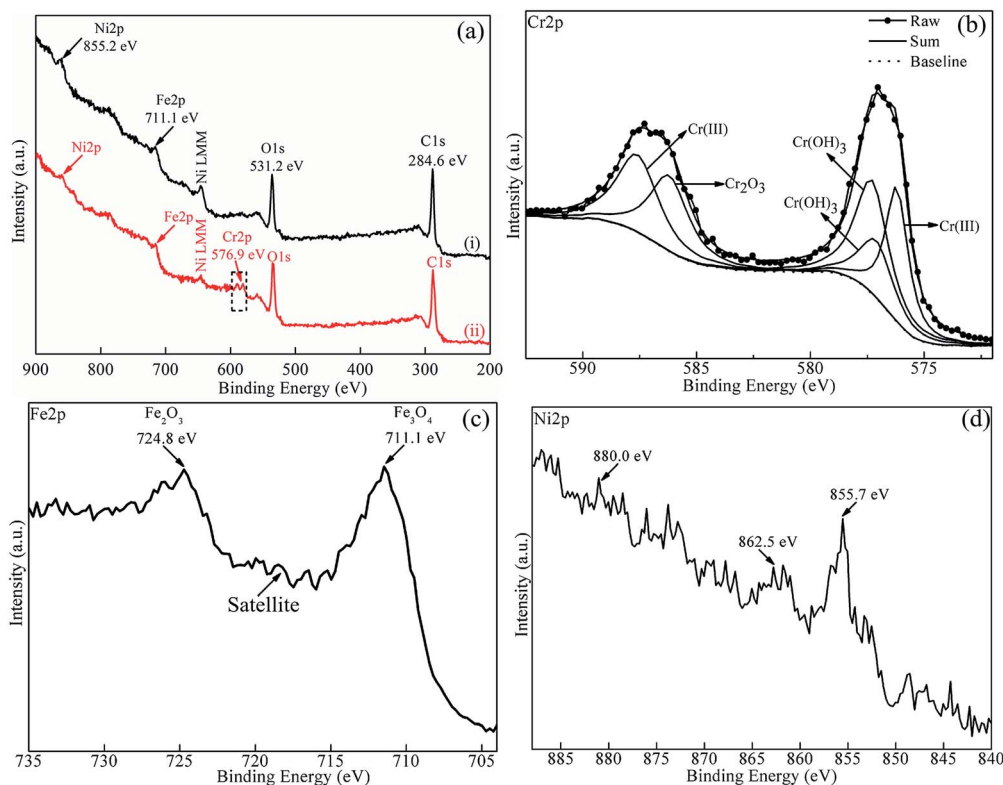 (a)
Ni2p
855.2 eV
Fe2p
711.1 eV
Ni LMM
O1s
531.2 eV
C1s
284.6 eV
(i)
Ni2p
Fe2p
Ni LMM
Cr2p
576.9 eV
O1s
C1s
(ii)
Intensity (a.u.)
900 800 700 600 500 400 300 200
Binding Energy (eV)
Cr2p
(b)
Raw
Sum
Baseline
Cr(III)
Cr₂O₃
Cr(OH)₃
Cr(OH)₃
Cr(III)
Intensity (a.u.)
590 585 580 575
Binding Energy (eV)
Fe2p
(c)
Fe₂O₃
724.8 eV
Fe₃O₄
711.1 eV
Satellite
Intensity (a.u.)
735 730 725 720 715 710 705
Binding Energy (eV)
Ni2p
(d)
880.0 eV
862.5 eV
855.7 eV
Intensity (a.u.)
885 880 875 870 865 860 855 850 845 840
Binding Energy (eV)